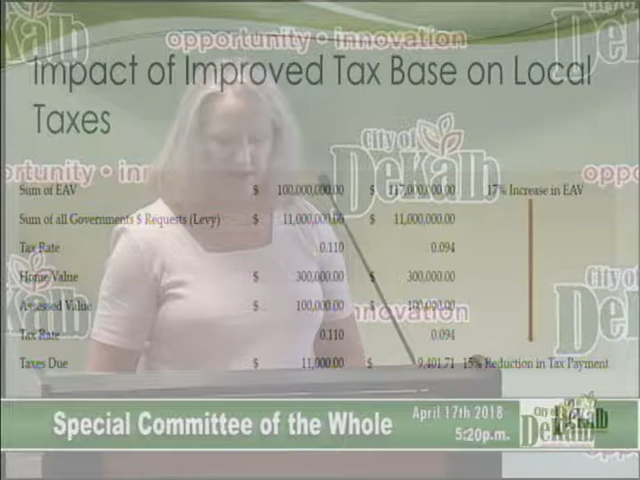 opportunity • innovation
Impact of Improved Tax Base on Local
Taxes
City of
DeKalb
Sum of EAV $ 100,000,000.00 $ 117,000,000.00 17% Increase in EAV
Sum of all Governments $ Requests (Levy) $ 11,000,000.00 $ 11,000,000.00
Tax Rate 0.110 0.094
Home Value $ 300,000.00 $ 300,000.00
Assessed Value $ 100,000.00 $ 100,000.00
innovation
Tax Rate 0.110 0.094
Taxes Due $ 11,000.00 $ 9,401.71 15% Reduction in Tax Payment
Special Committee of the Whole
April 17th 2018
5:20p.m.
City of
DeKalb